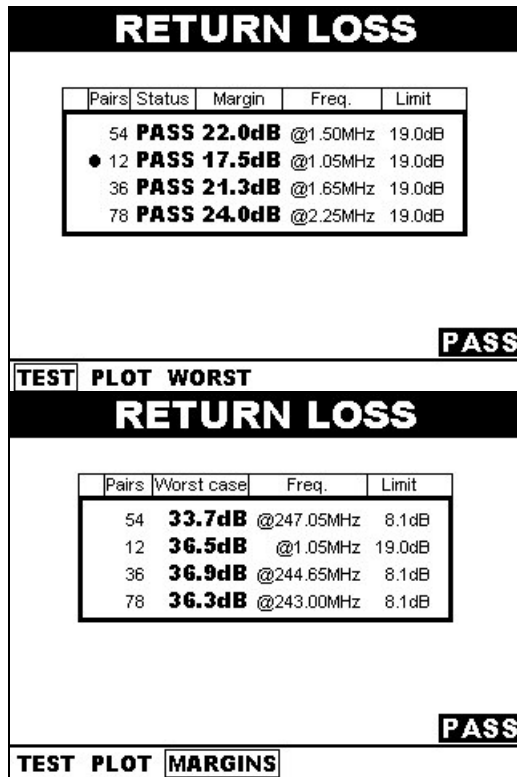 RETURN LOSS
Pairs Status Margin Freq. Limit
54 PASS 22.0dB @1.50MHz 19.0dB
● 12 PASS 17.5dB @1.05MHz 19.0dB
36 PASS 21.3dB @1.65MHz 19.0dB
78 PASS 24.0dB @2.25MHz 19.0dB
PASS
TEST PLOT WORST
RETURN LOSS
Pairs Worst case Freq. Limit
54 33.7dB @247.05MHz 8.1dB
12 36.5dB @1.05MHz 19.0dB
36 36.9dB @244.65MHz 8.1dB
78 36.3dB @243.00MHz 8.1dB
PASS
TEST PLOT MARGINS